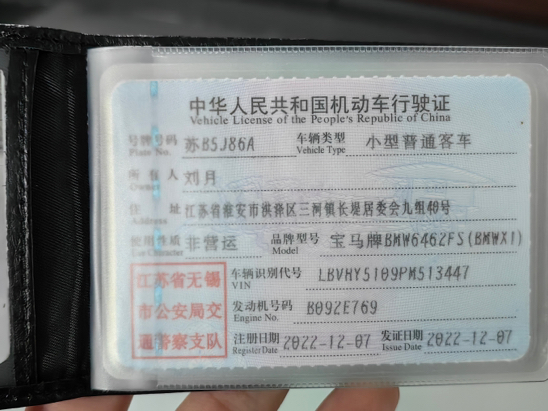 中华人民共和国机动车行驶证
Vehicle License of the People's Republic of China
号牌号码 苏B5J86A 车辆类型 小型普通客车
Plate No. Vehicle Type
所有人 刘月
Owner
住址 江苏省淮安市洪泽区三河镇长堤居委会九组40号
Address
使用性质 非营运 品牌型号 宝马牌BMW6462FS(BMWX1)
Use Character Model
江苏省无锡
市公安局交
通警察支队
车辆识别代号 LBVHY5109PM513447
VIN
发动机号码 B092E769
Engine No.
注册日期 2022-12-07 发证日期 2022-12-07
Register Date Issue Date